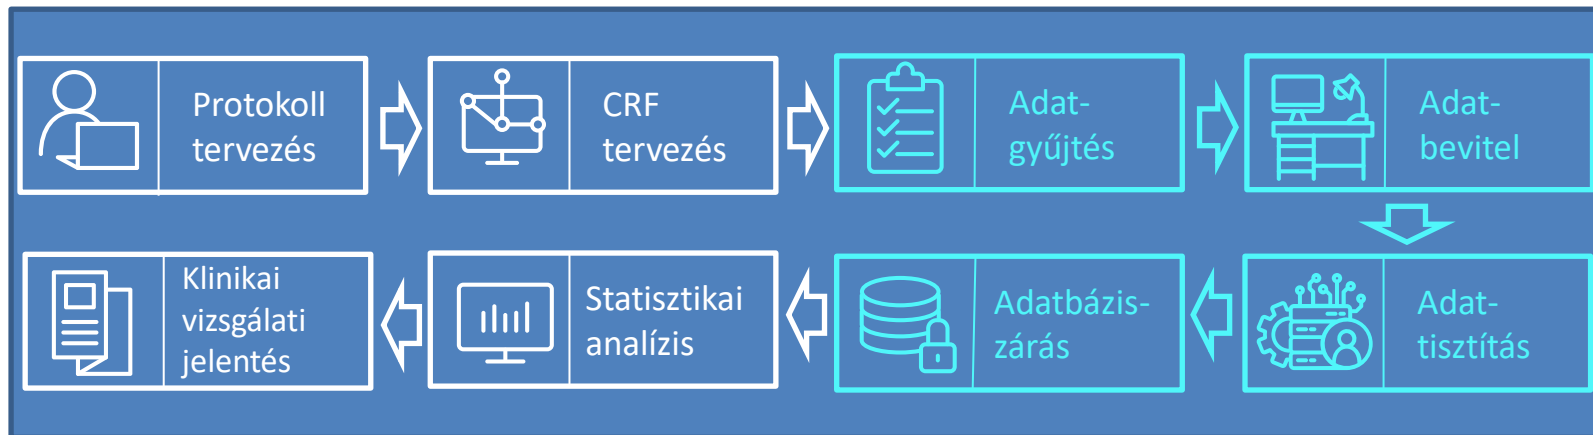 Protokoll
tervezés
CRF
tervezés
Adat-
gyűjtés
Adat-
bevitel
Klinikai
vizsgálati
jelentés
Statisztikai
analízis
Adatbázis-
zárás
Adat-
tisztítás